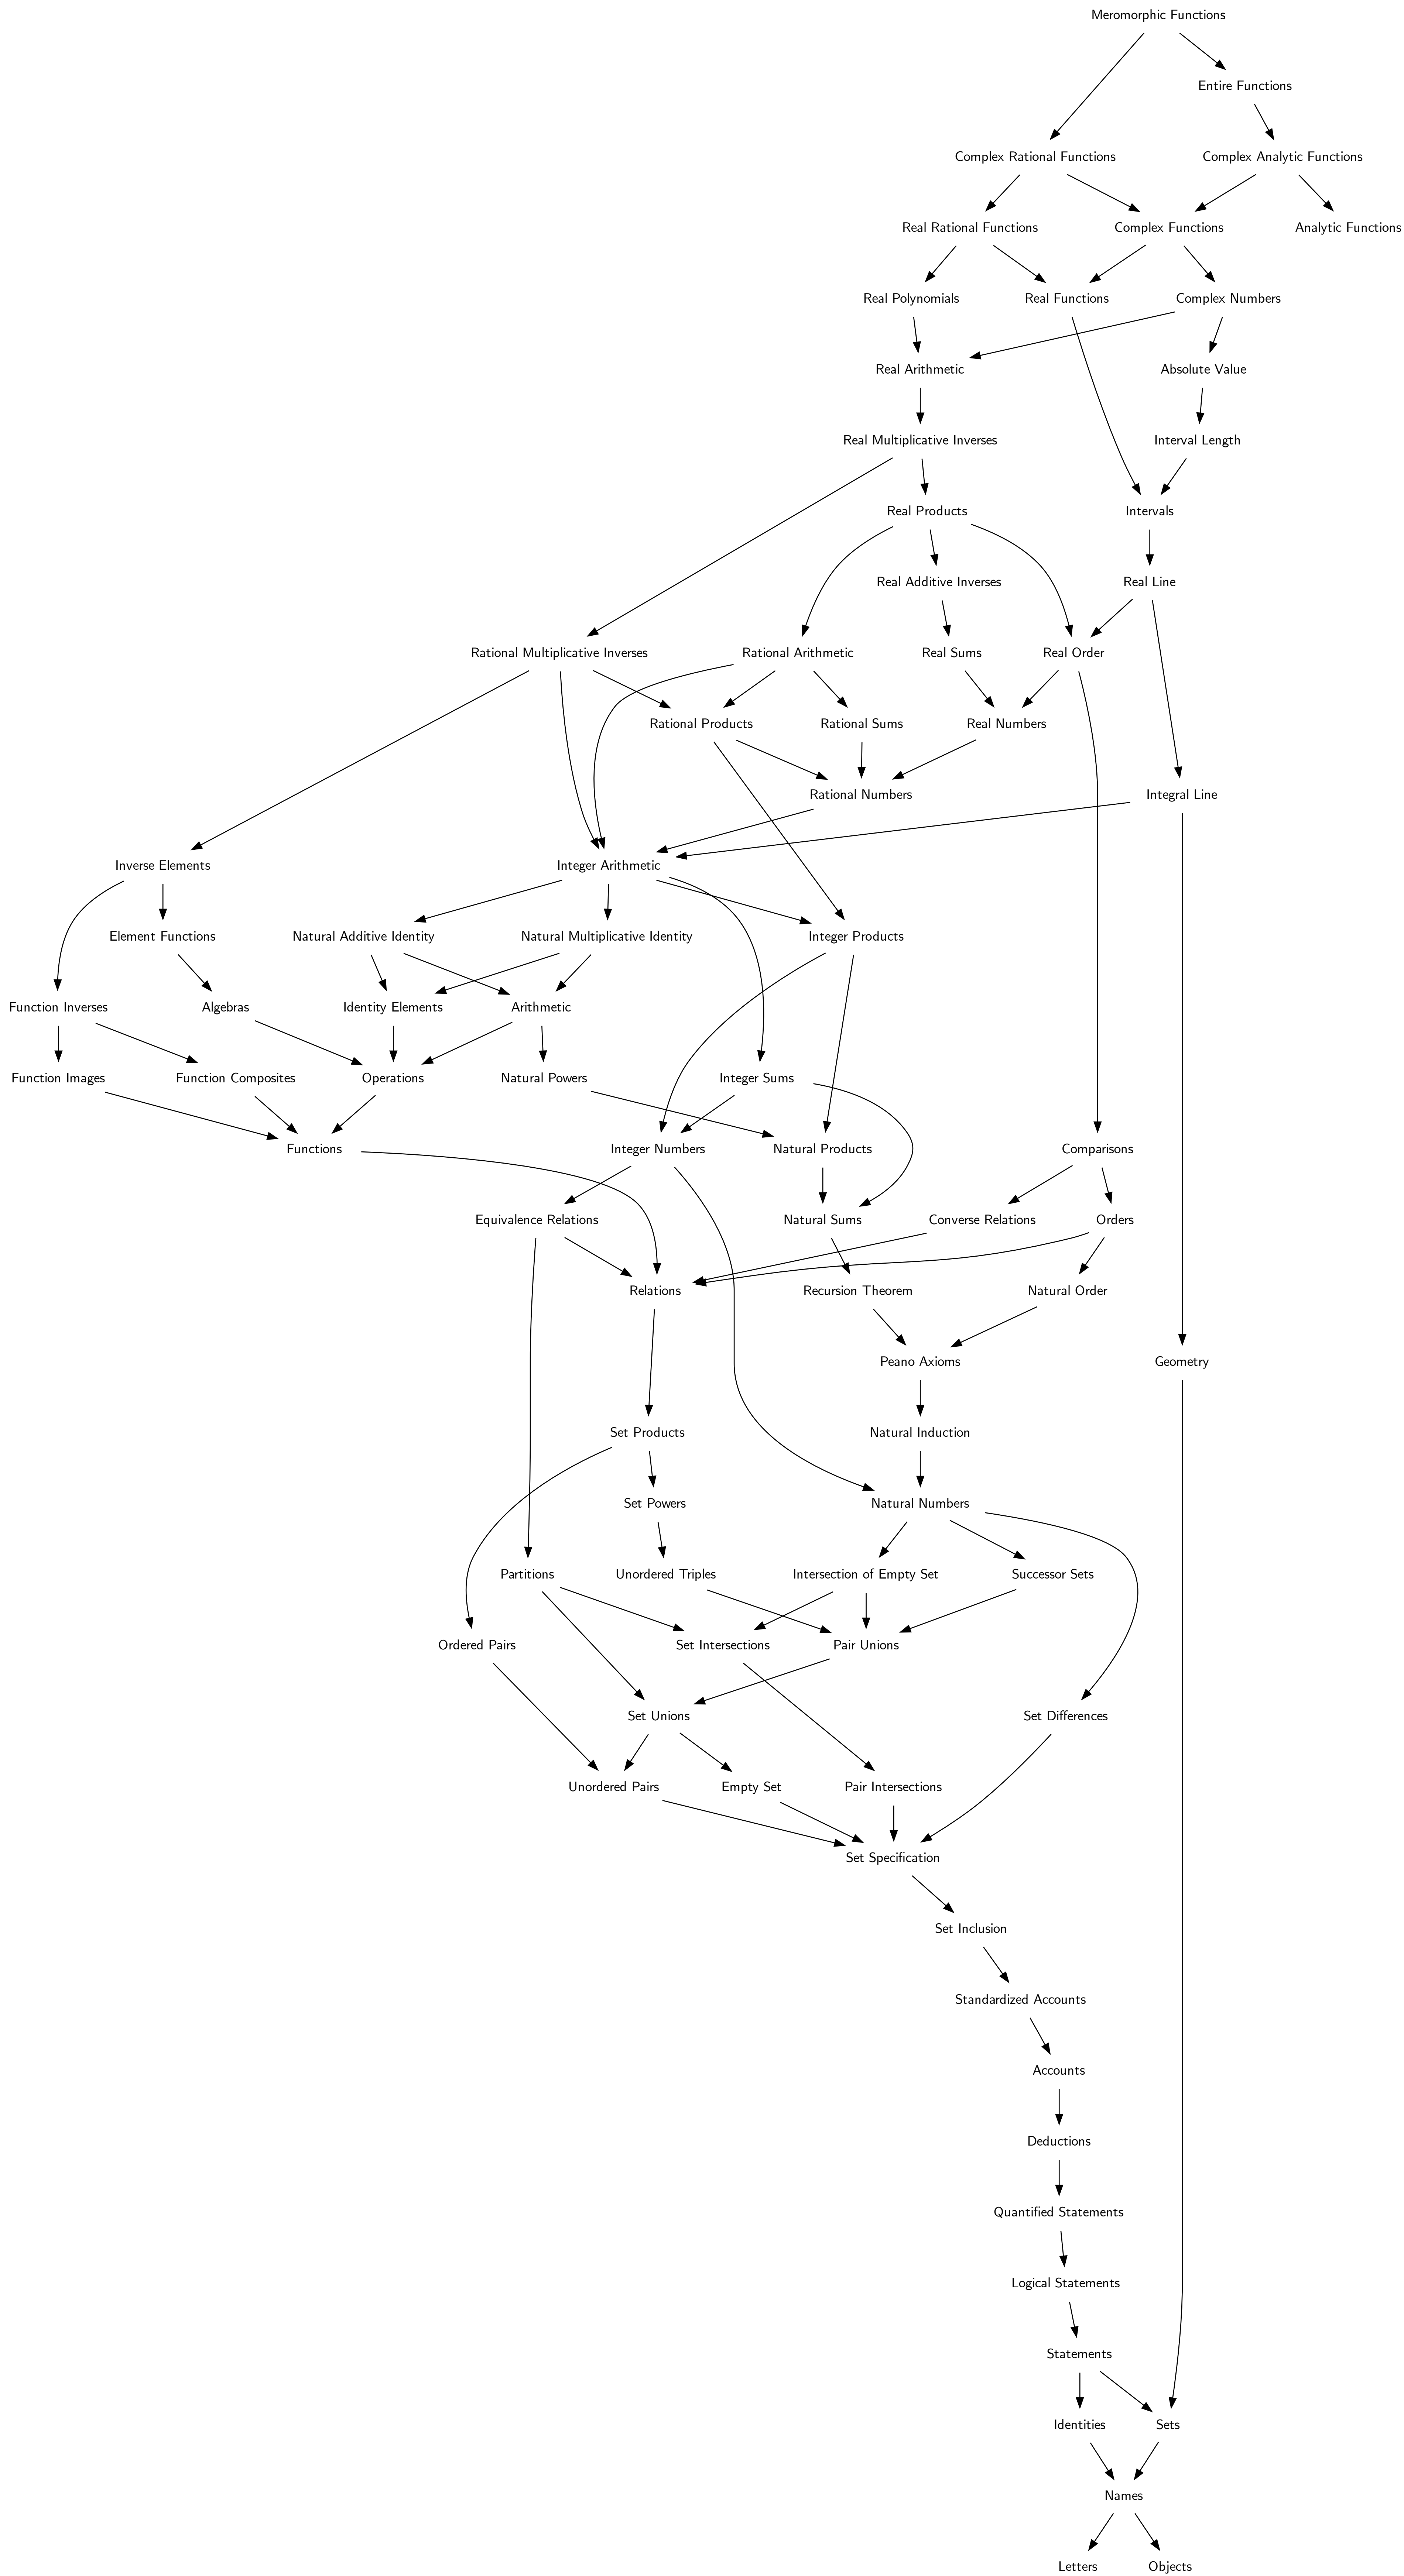 Meromorphic Functions
Entire Functions
Complex Rational Functions
Complex Analytic Functions
Real Rational Functions
Complex Functions
Analytic Functions
Real Polynomials
Real Functions
Complex Numbers
Real Arithmetic
Absolute Value
Real Multiplicative Inverses
Interval Length
Real Products
Intervals
Real Additive Inverses
Real Line
Rational Multiplicative Inverses
Rational Arithmetic
Real Sums
Real Order
Rational Products
Rational Sums
Real Numbers
Rational Numbers
Integral Line
Inverse Elements
Integer Arithmetic
Element Functions
Natural Additive Identity
Natural Multiplicative Identity
Integer Products
Function Inverses
Algebras
Identity Elements
Arithmetic
Function Images
Function Composites
Operations
Natural Powers
Integer Sums
Functions
Integer Numbers
Natural Products
Comparisons
Equivalence Relations
Natural Sums
Converse Relations
Orders
Relations
Recursion Theorem
Natural Order
Peano Axioms
Geometry
Set Products
Natural Induction
Set Powers
Natural Numbers
Partitions
Unordered Triples
Intersection of Empty Set
Successor Sets
Ordered Pairs
Set Intersections
Pair Unions
Set Unions
Set Differences
Unordered Pairs
Empty Set
Pair Intersections
Set Specification
Set Inclusion
Standardized Accounts
Accounts
Deductions
Quantified Statements
Logical Statements
Statements
Identities
Sets
Names
Letters
Objects